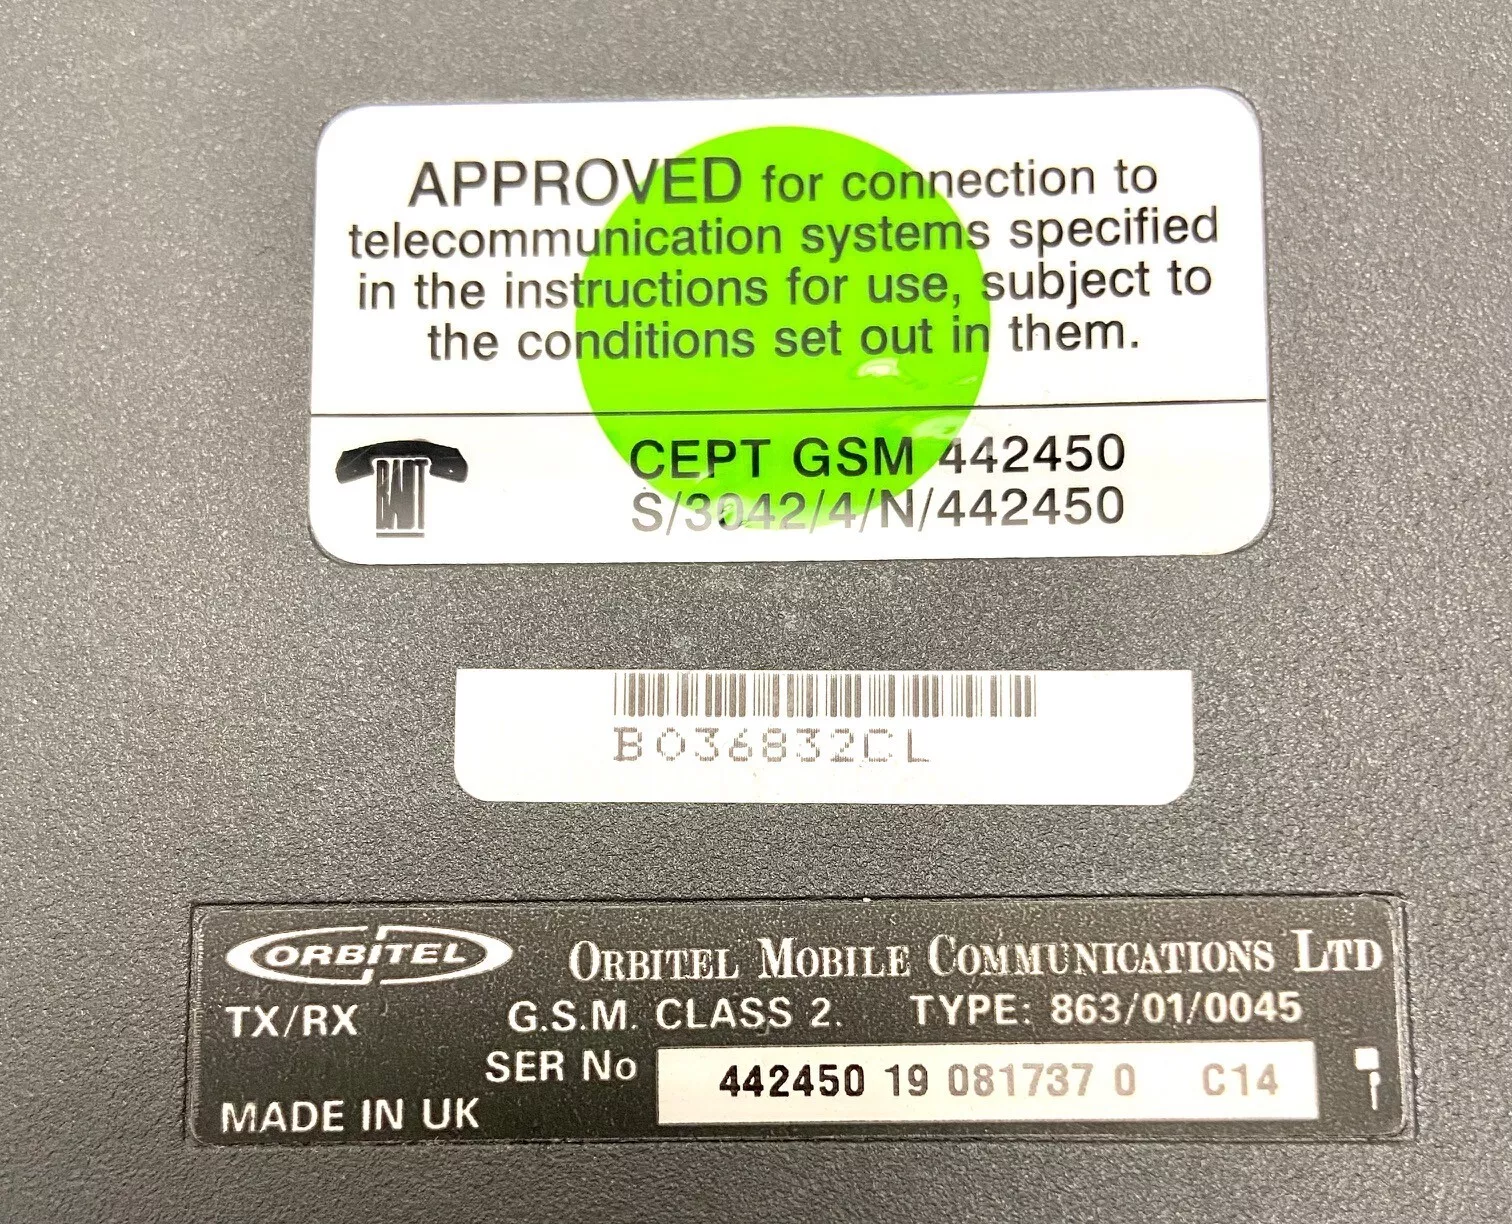 APPROVED for connection to
telecommunication systems specified
in the instructions for use, subject to
the conditions set out in them.
BABT
CEPT GSM 442450
S/3042/4/N/442450
B036832CL
ORBITEL
ORBITEL MOBILE COMMUNICATIONS LTD
TX/RX G.S.M. CLASS 2. TYPE: 863/01/0045
SER No 442450 19 081737 0 C14
MADE IN UK